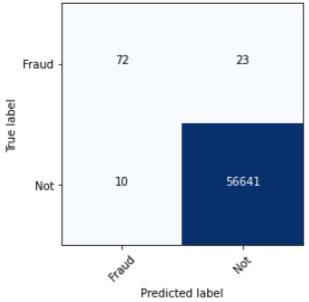 Fraud 72 23
True label
Not 10 56641
Fraud Not
Predicted label